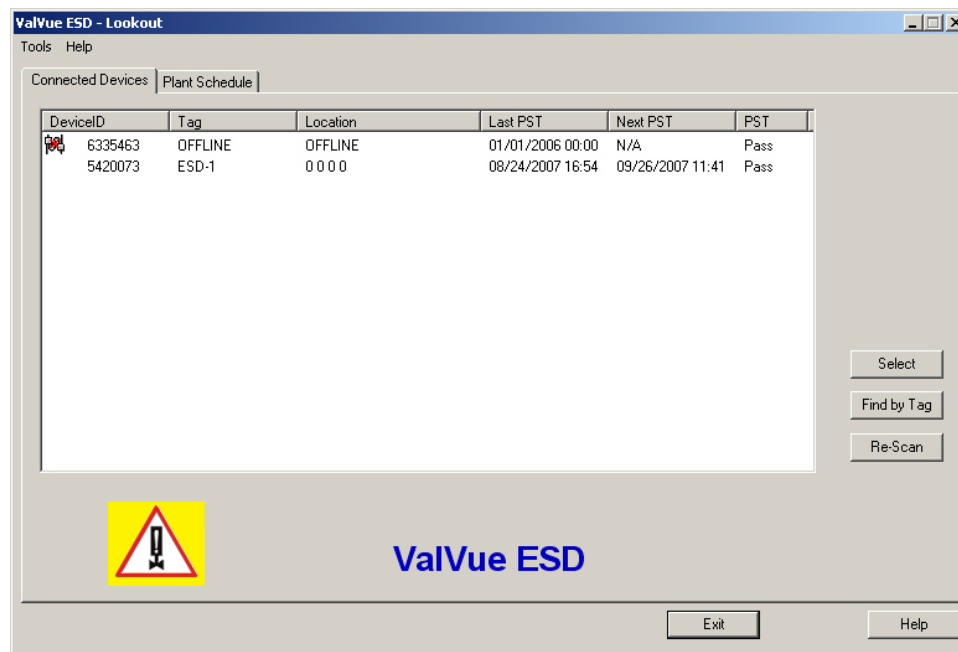 ValVue ESD - Lookout
Tools Help
Connected Devices Plant Schedule
DeviceID Tag Location Last PST Next PST PST
6335463 OFFLINE OFFLINE 01/01/2006 00:00 N/A Pass
5420073 ESD-1 0 0 0 0 08/24/2007 16:54 09/26/2007 11:41 Pass
Select
Find by Tag
Re-Scan
ValVue ESD
Exit Help